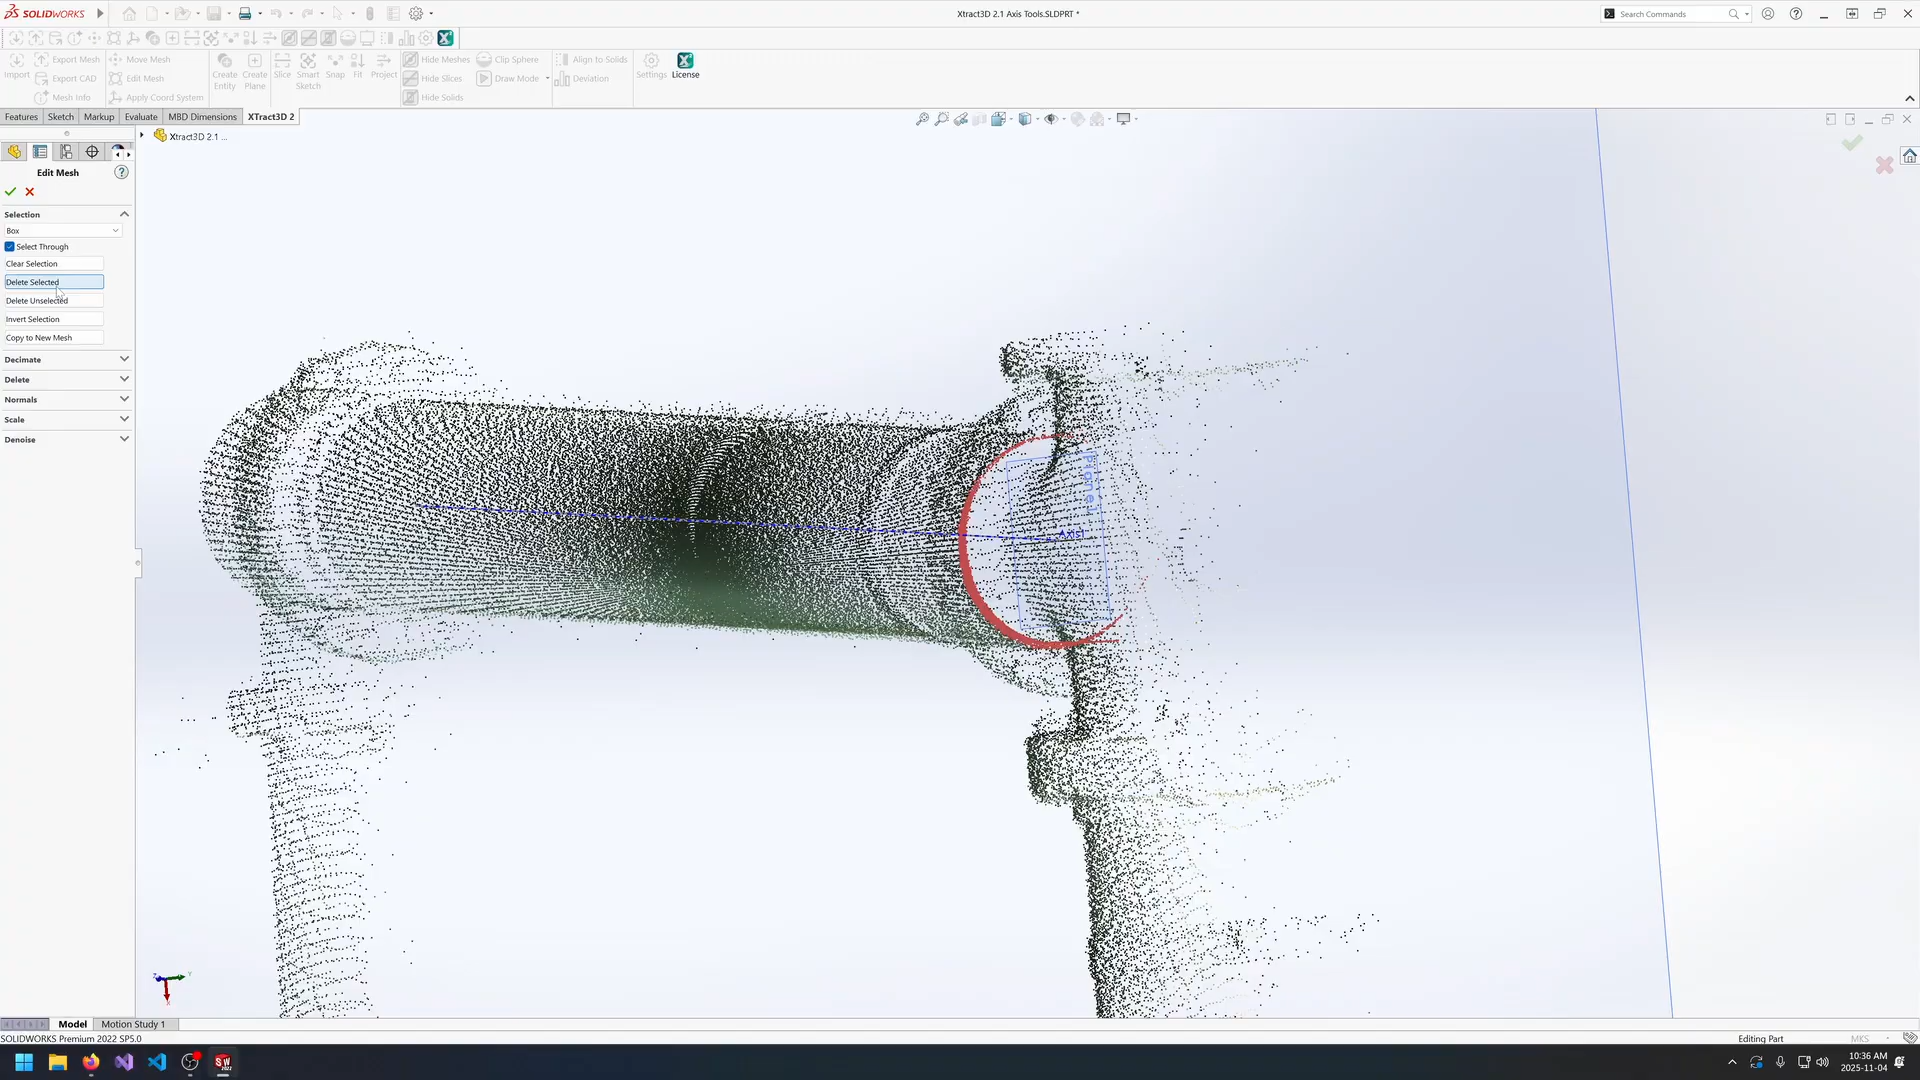 SOLIDWORKS
Xtract3D 2.1 Axis Tools.SLDPRT *
Search Commands
Import
Export Mesh
Export CAD
Mesh Info
Move Mesh
Edit Mesh
Apply Coord System
Create Entity
Create Plane
Slice
Smart Sketch
Snap
Fit
Project
Hide Meshes
Hide Slices
Hide Solids
Clip Sphere
Draw Mode
Align to Solids
Deviation
Settings
License
Features
Sketch
Markup
Evaluate
MBD Dimensions
XTract3D 2
Xtract3D 2.1 ...
Edit Mesh
Selection
Box
Select Through
Clear Selection
Delete Selected
Delete Unselected
Invert Selection
Copy to New Mesh
Decimate
Delete
Normals
Scale
Denoise
Plane1
Axis1
Model
Motion Study 1
SOLIDWORKS Premium 2022 SP5.0
Editing Part
MKS
10:36 AM
2025-11-04